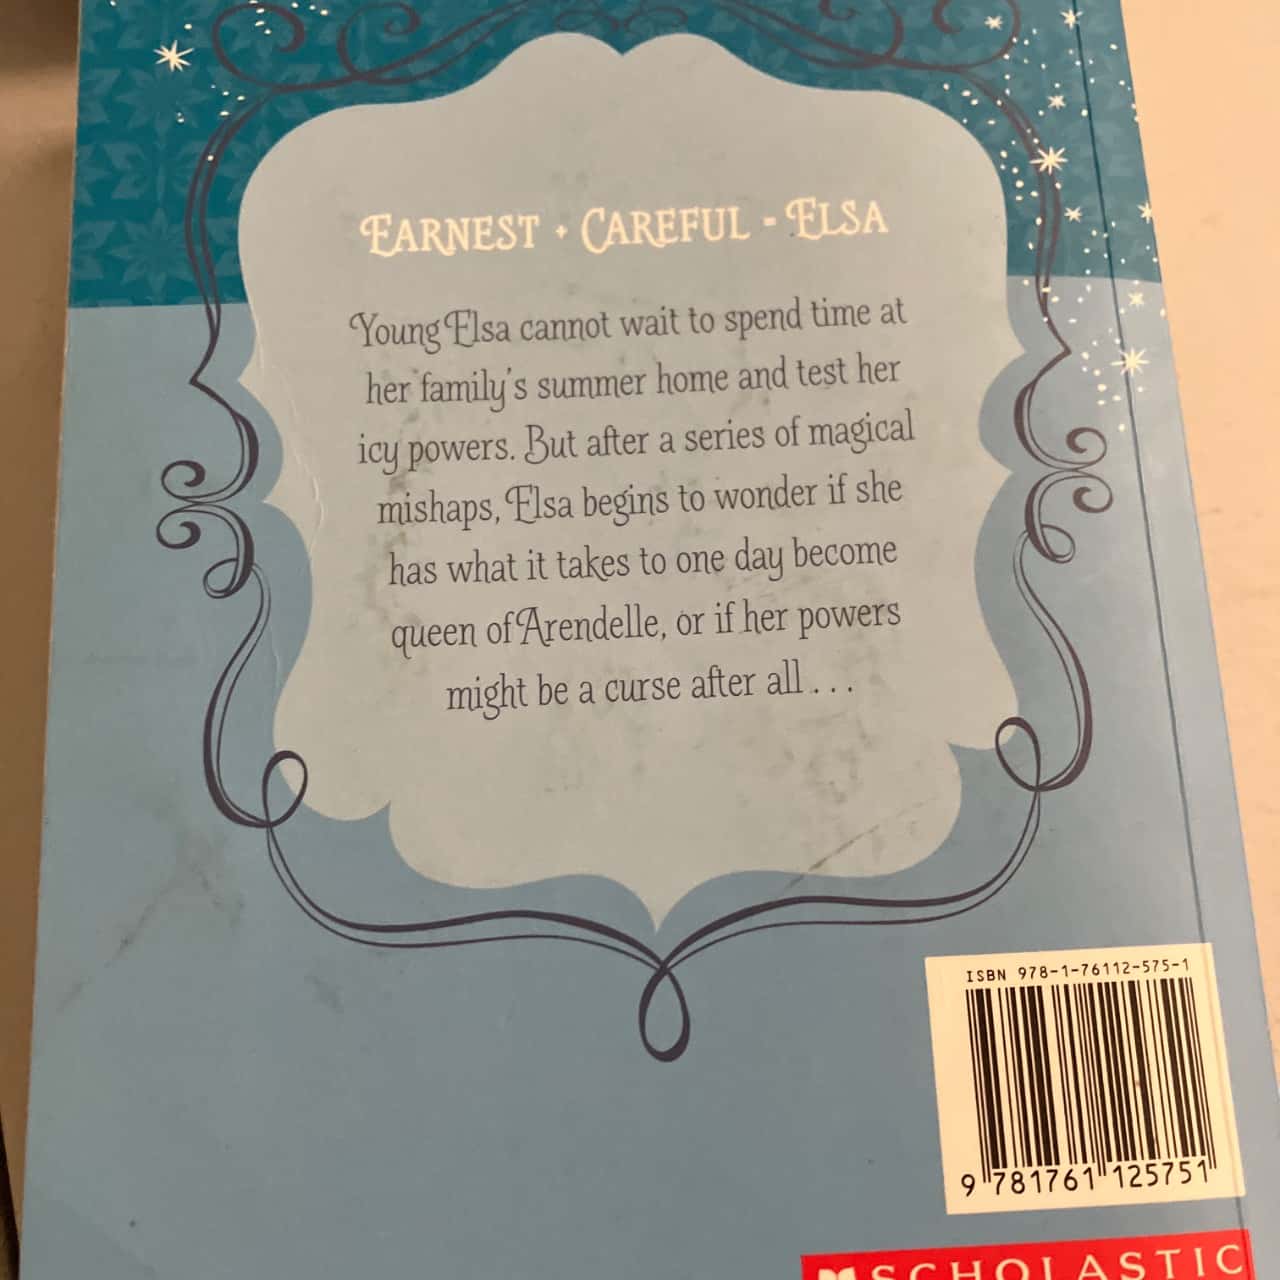 EARNEST • CAREFUL - ELSA
Young Elsa cannot wait to spend time at
her family's summer home and test her
icy powers. But after a series of magical
mishaps, Elsa begins to wonder if she
has what it takes to one day become
queen of Arendelle, or if her powers
might be a curse after all . . .
ISBN 978-1-76112-575-1
9 781761 125751
SCHOLASTIC